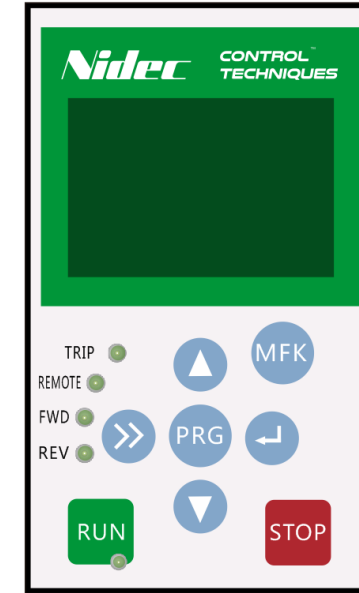 Nidec CONTROL™
TECHNIQUES
TRIP
MFK
REMOTE
FWD
PRG
REV
RUN
STOP